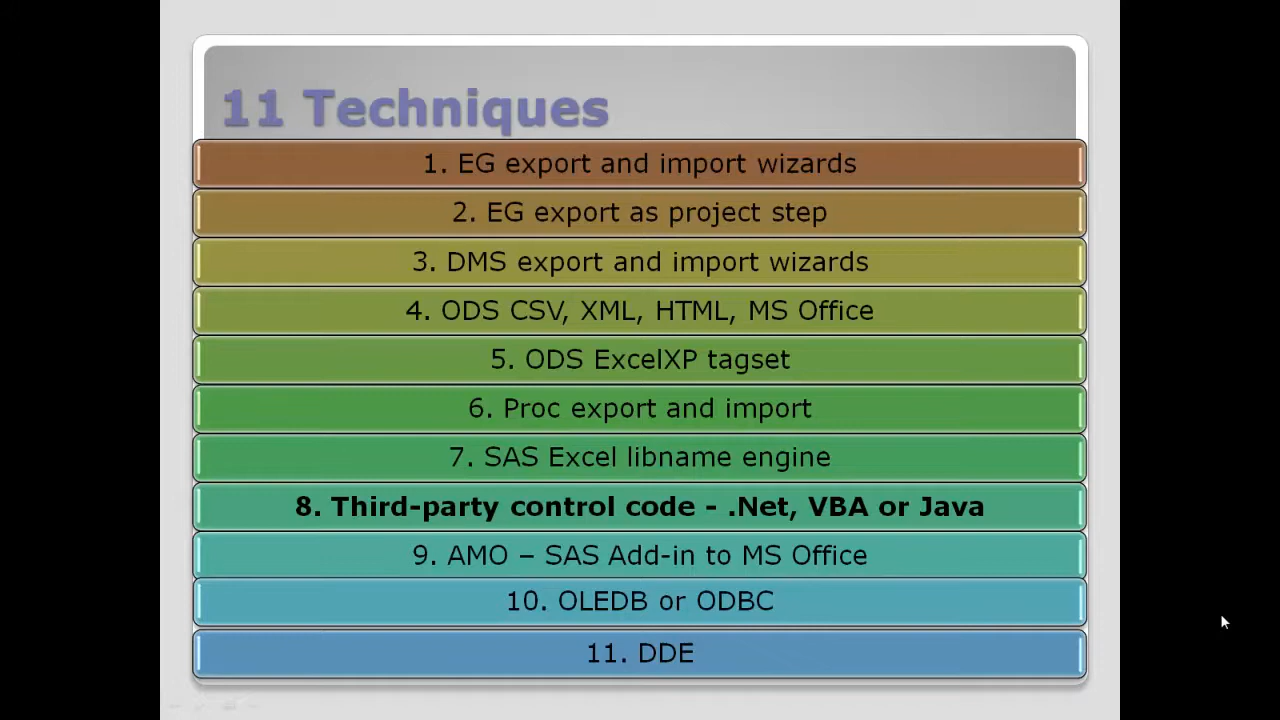 11 Techniques
1. EG export and import wizards
2. EG export as project step
3. DMS export and import wizards
4. ODS CSV, XML, HTML, MS Office
5. ODS ExcelXP tagset
6. Proc export and import
7. SAS Excel libname engine
8. Third-party control code - .Net, VBA or Java
9. AMO – SAS Add-in to MS Office
10. OLEDB or ODBC
11. DDE